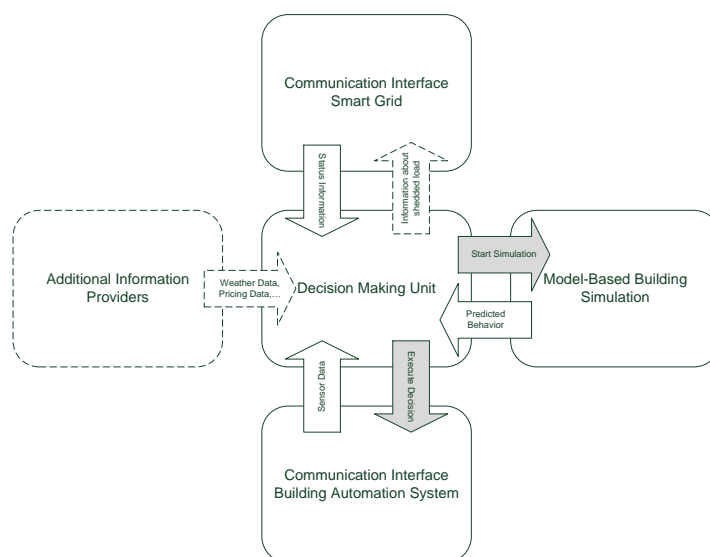 Communication Interface
Smart Grid
Status Information
Information about
shedded load
Additional Information
Providers
Weather Data,
Pricing Data,...
Decision Making Unit
Start Simulation
Predicted
Behavior
Model-Based Building
Simulation
Sensor Data
Execute Decision
Communication Interface
Building Automation System